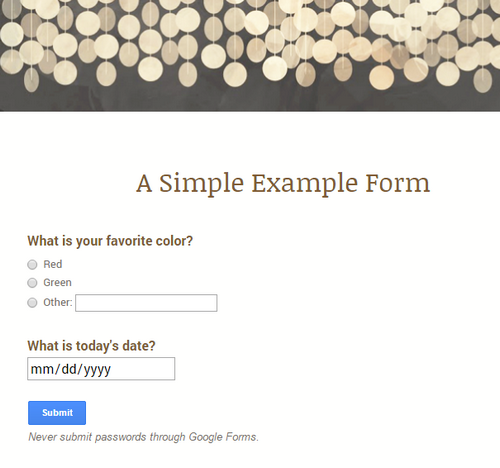 A Simple Example Form
What is your favorite color?
Red
Green
Other:
What is today's date?
mm/dd/yyyy
Submit
Never submit passwords through Google Forms.